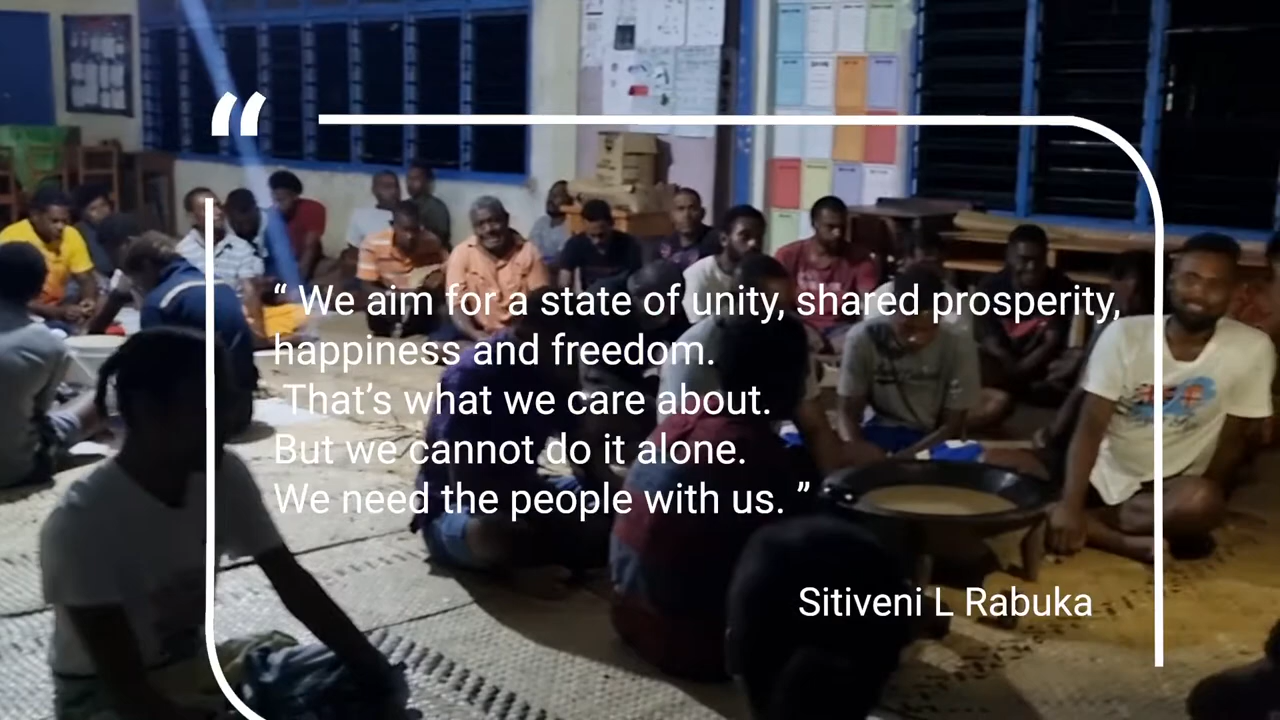 “ We aim for a state of unity, shared prosperity,
happiness and freedom.
That’s what we care about.
But we cannot do it alone.
We need the people with us. ”
Sitiveni L Rabuka